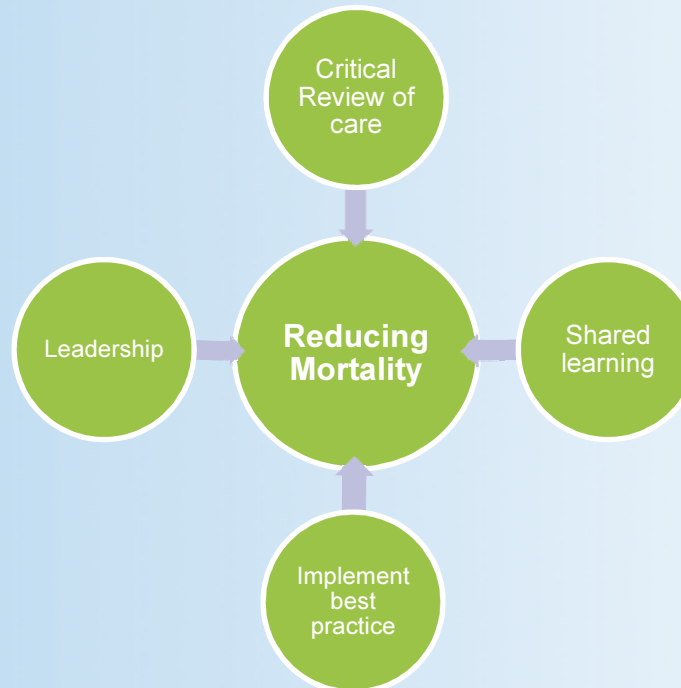 Critical
Review of
care
Leadership
Reducing
Mortality
Shared
learning
Implement
best
practice